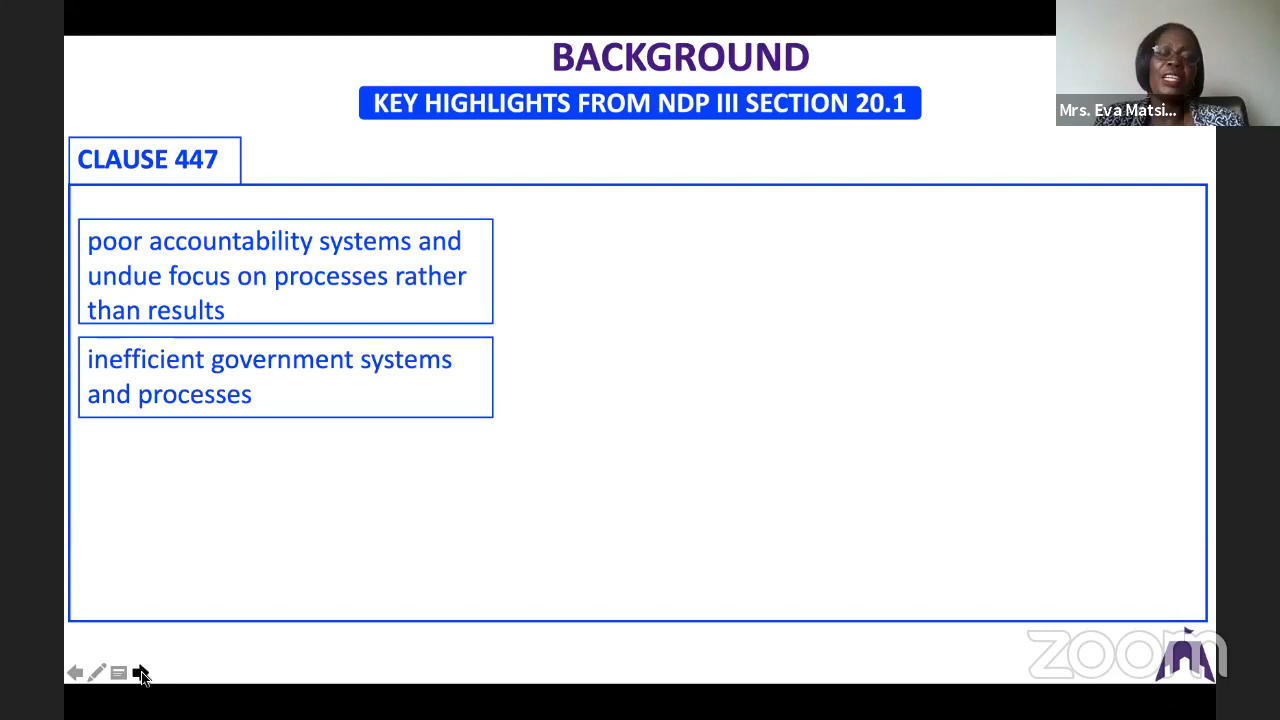 BACKGROUND
KEY HIGHLIGHTS FROM NDP III SECTION 20.1
Mrs. Eva Matsi...
CLAUSE 447
poor accountability systems and
undue focus on processes rather
than results
inefficient government systems
and processes
zoom